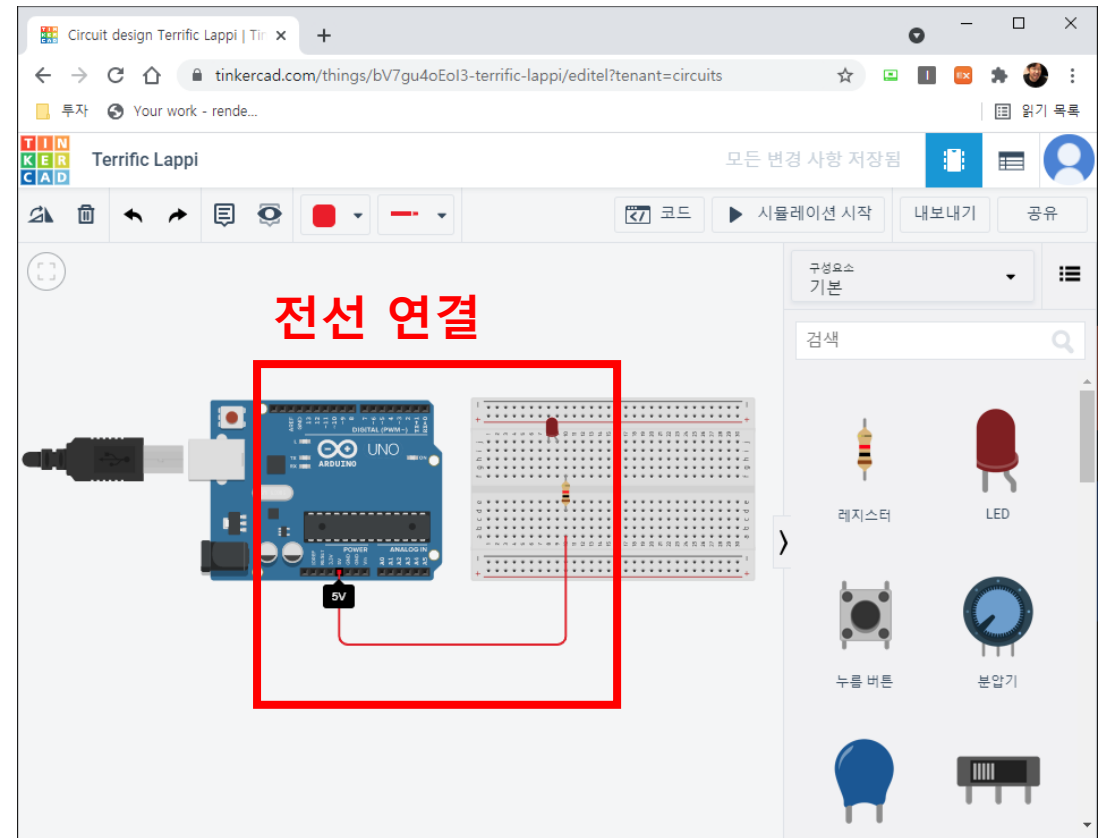 Circuit design Terrific Lappi | Tin
tinkercad.com/things/bV7gu4oEoI3-terrific-lappi/editel?tenant=circuits
투자
Your work - rende...
읽기 목록
TIN
KER
CAD
Terrific Lappi
모든 변경 사항 저장됨
코드
시뮬레이션 시작
내보내기
공유
구성요소
기본
검색
전선 연결
DIGITAL (PWM~)
UNO
ARDUINO
POWER
ANALOG IN
5V
레지스터
LED
누름 버튼
분압기